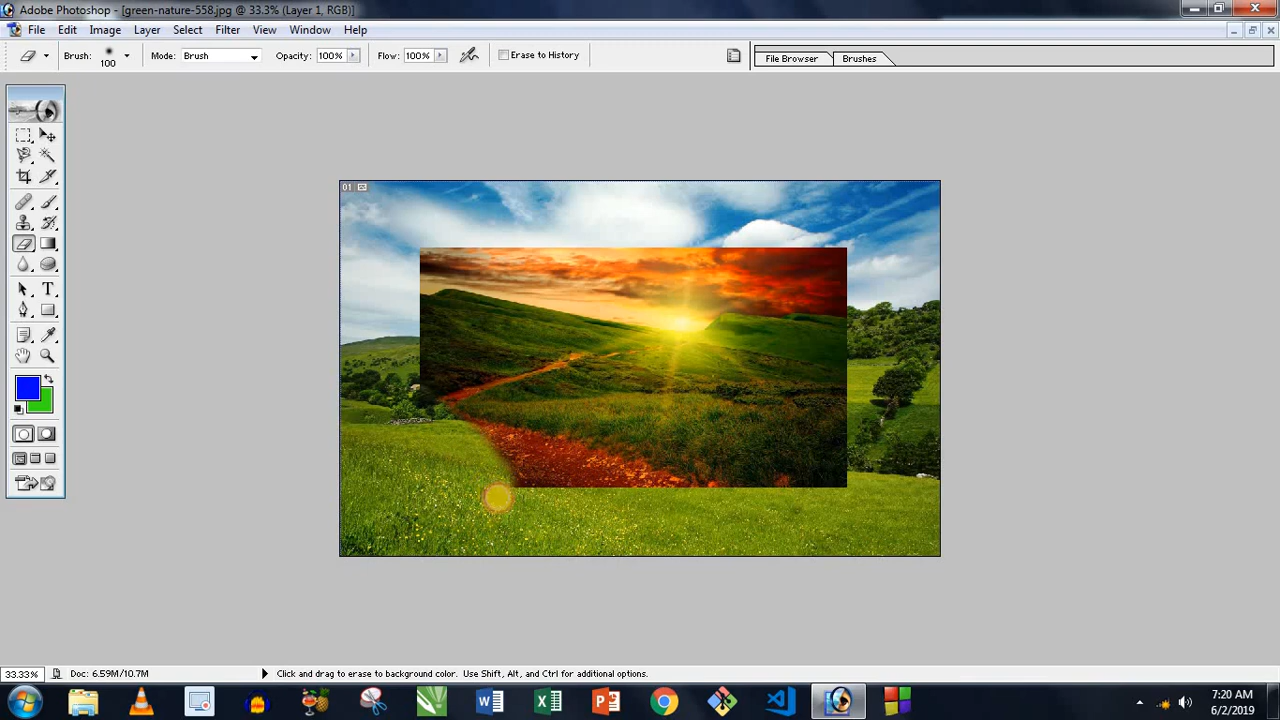 Adobe Photoshop - [green-nature-558.jpg @ 33.3% (Layer 1, RGB)]
File Edit Image Layer Select Filter View Window Help
Brush: 100 Mode: Brush Opacity: 100% Flow: 100% Erase to History File Browser Brushes
01
T
33.33% Doc: 6.59M/10.7M Click and drag to erase to background color. Use Shift, Alt, and Ctrl for additional options.
7:20 AM
6/2/2019